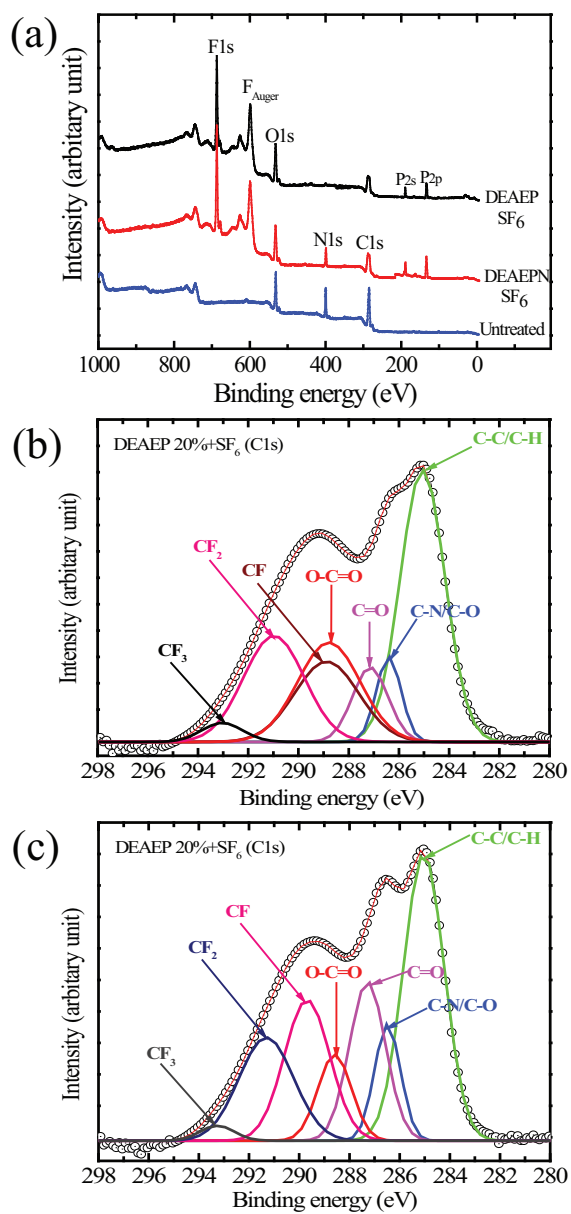 (a)
F1s
F Auger
O1s
N1s
C1s
P2s
P2p
DEAEP
SF6
DEAEPN
SF6
Untreated
Intensity (arbitary unit)
1000 800 600 400 200 0
Binding energy (eV)
(b)
DEAEP 20%+SF6 (C1s)
C-C/C-H
CF2
CF
O-C=O
C=O
C-N/C-O
CF3
Intensity (arbitary unit)
298 296 294 292 290 288 286 284 282 280
Binding energy (eV)
(c)
DEAEP 20%+SF6 (C1s)
C-C/C-H
CF
CF2
O-C=O
C=O
C-N/C-O
CF3
Intensity (arbitary unit)
298 296 294 292 290 288 286 284 282 280
Binding energy (eV)